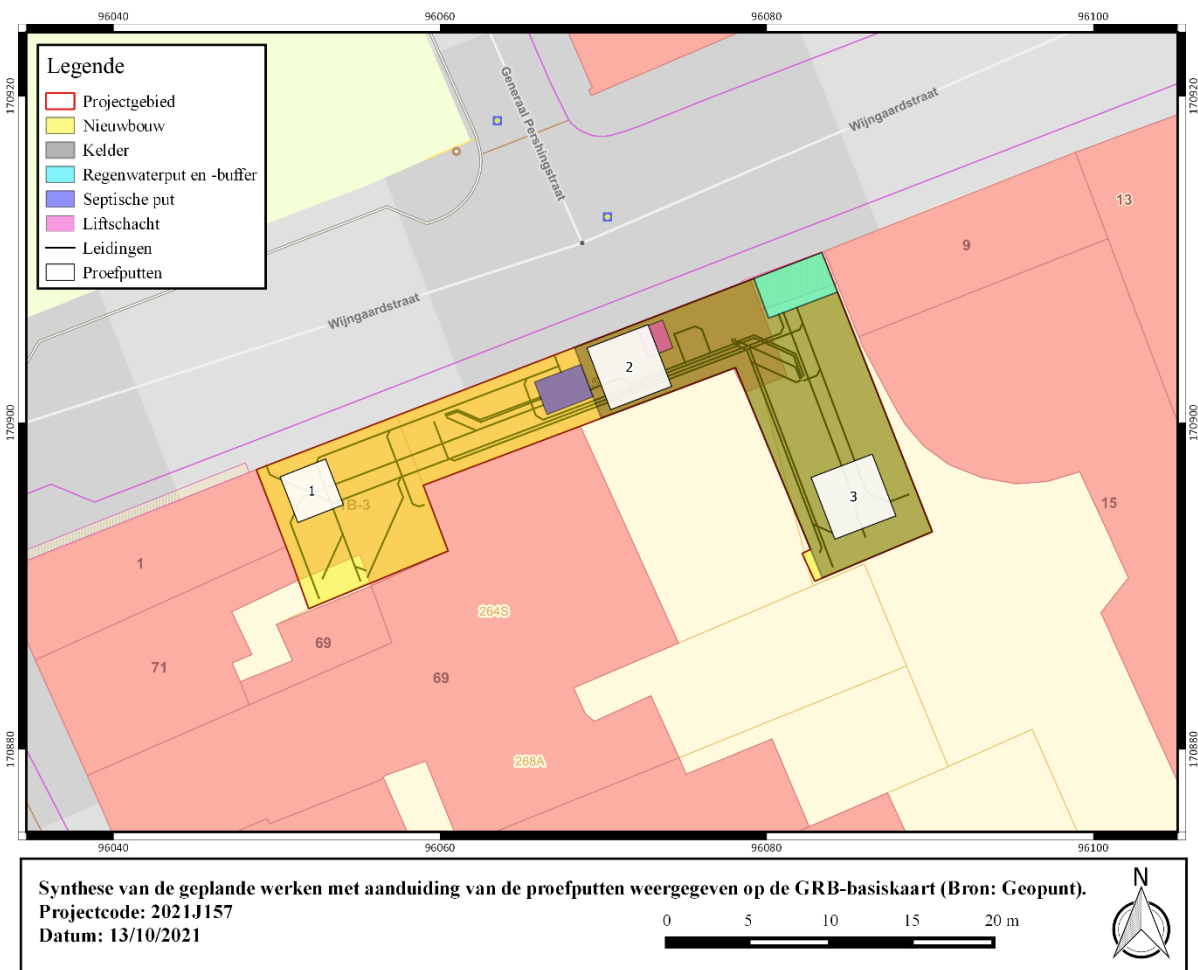 96040
96060
96080
96100
170920
170920
Legende
Projectgebied
Nieuwbouw
Kelder
Regenwaterput en -buffer
Septische put
Liftschacht
Leidingen
Proefputten
Generaal Pershingstraat
Wijngaardstraat
13
9
Wijngaardstraat
2
5
170900
170900
1
1B-3
3
15
1
264S
69
71
69
268A
170880
170880
96040
96060
96080
96100
Synthese van de geplande werken met aanduiding van de proefputten weergegeven op de GRB-basiskaart (Bron: Geopunt).
Projectcode: 2021J157
Datum: 13/10/2021
0 5 10 15 20 m
N